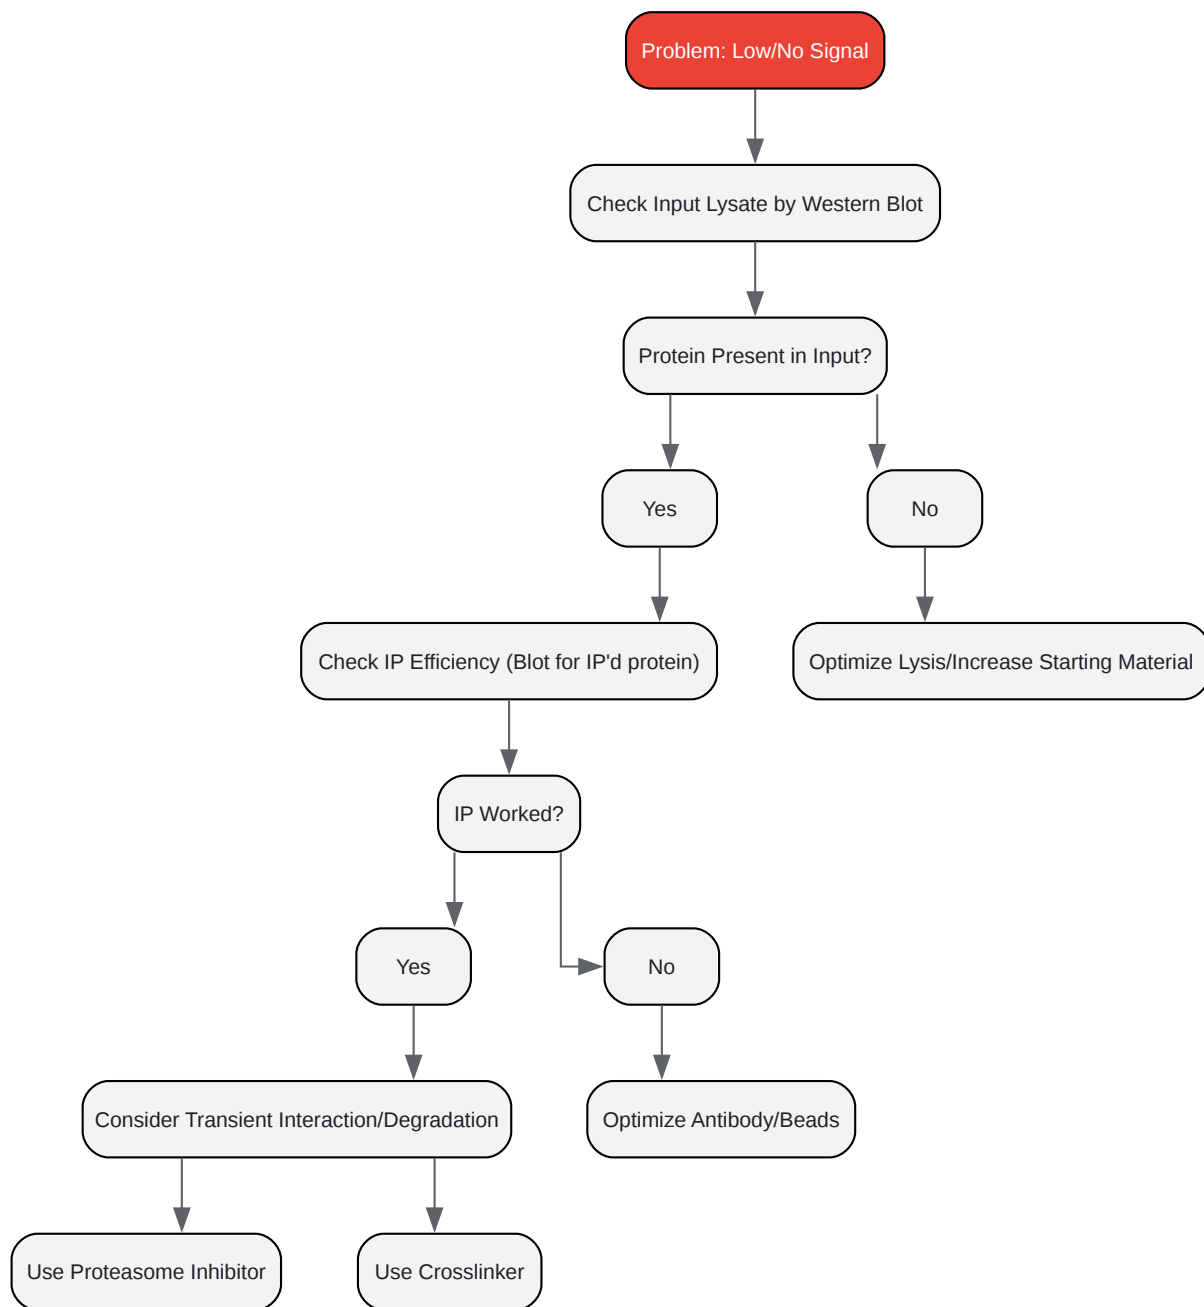 Problem: Low/No Signal
Check Input Lysate by Western Blot
Protein Present in Input?
Yes
No
Check IP Efficiency (Blot for IP'd protein)
Optimize Lysis/Increase Starting Material
IP Worked?
Yes
No
Consider Transient Interaction/Degradation
Optimize Antibody/Beads
Use Proteasome Inhibitor
Use Crosslinker